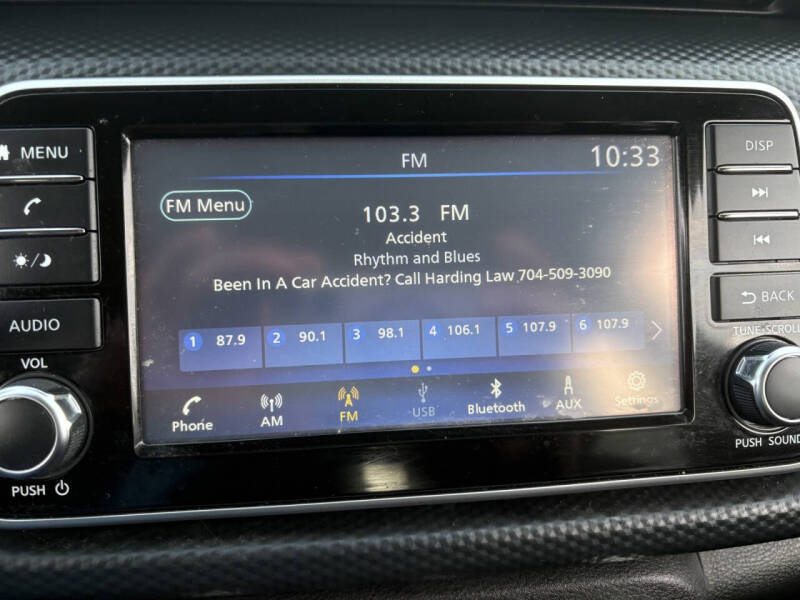 MENU
AUDIO
VOL
PUSH
FM
10:33
FM Menu
103.3 FM
Accident
Rhythm and Blues
Been In A Car Accident? Call Harding Law 704-509-3090
1 87.9 2 90.1 3 98.1 4 106.1 5 107.9 6 107.9
Phone AM FM USB Bluetooth AUX Settings
DISP
BACK
TUNE·SCROLL
PUSH SOUND